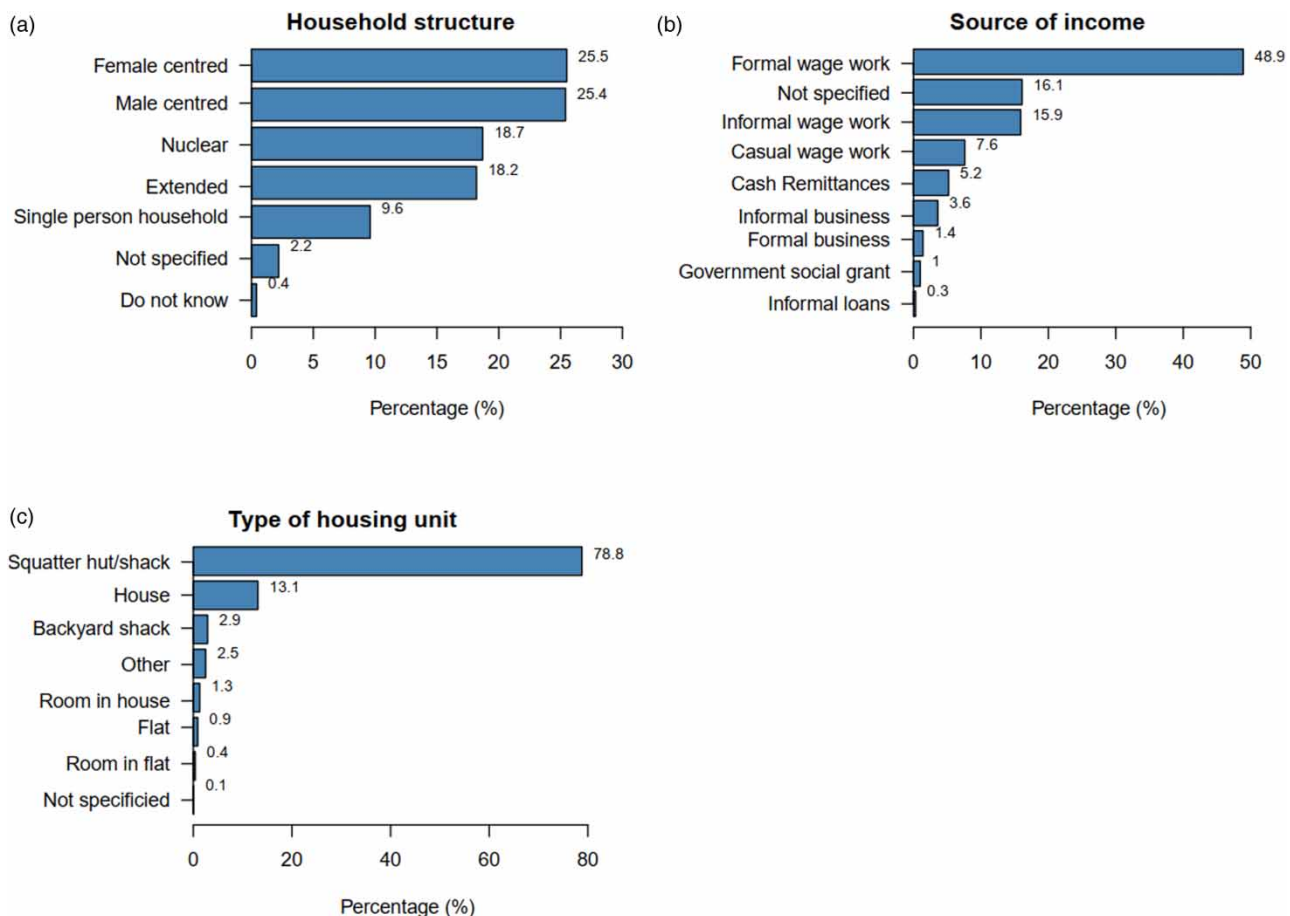 (a)
Household structure
Female centred 25.5
Male centred 25.4
Nuclear 18.7
Extended 18.2
Single person household 9.6
Not specified 2.2
Do not know 0.4
0 5 10 15 20 25 30
Percentage (%)
(b)
Source of income
Formal wage work 48.9
Not specified 16.1
Informal wage work 15.9
Casual wage work 7.6
Cash Remittances 5.2
Informal business 3.6
Formal business 1.4
Government social grant 1
Informal loans 0.3
0 10 20 30 40 50
Percentage (%)
(c)
Type of housing unit
Squatter hut/shack 78.8
House 13.1
Backyard shack 2.9
Other 2.5
Room in house 1.3
Flat 0.9
Room in flat 0.4
Not specificied 0.1
0 20 40 60 80
Percentage (%)